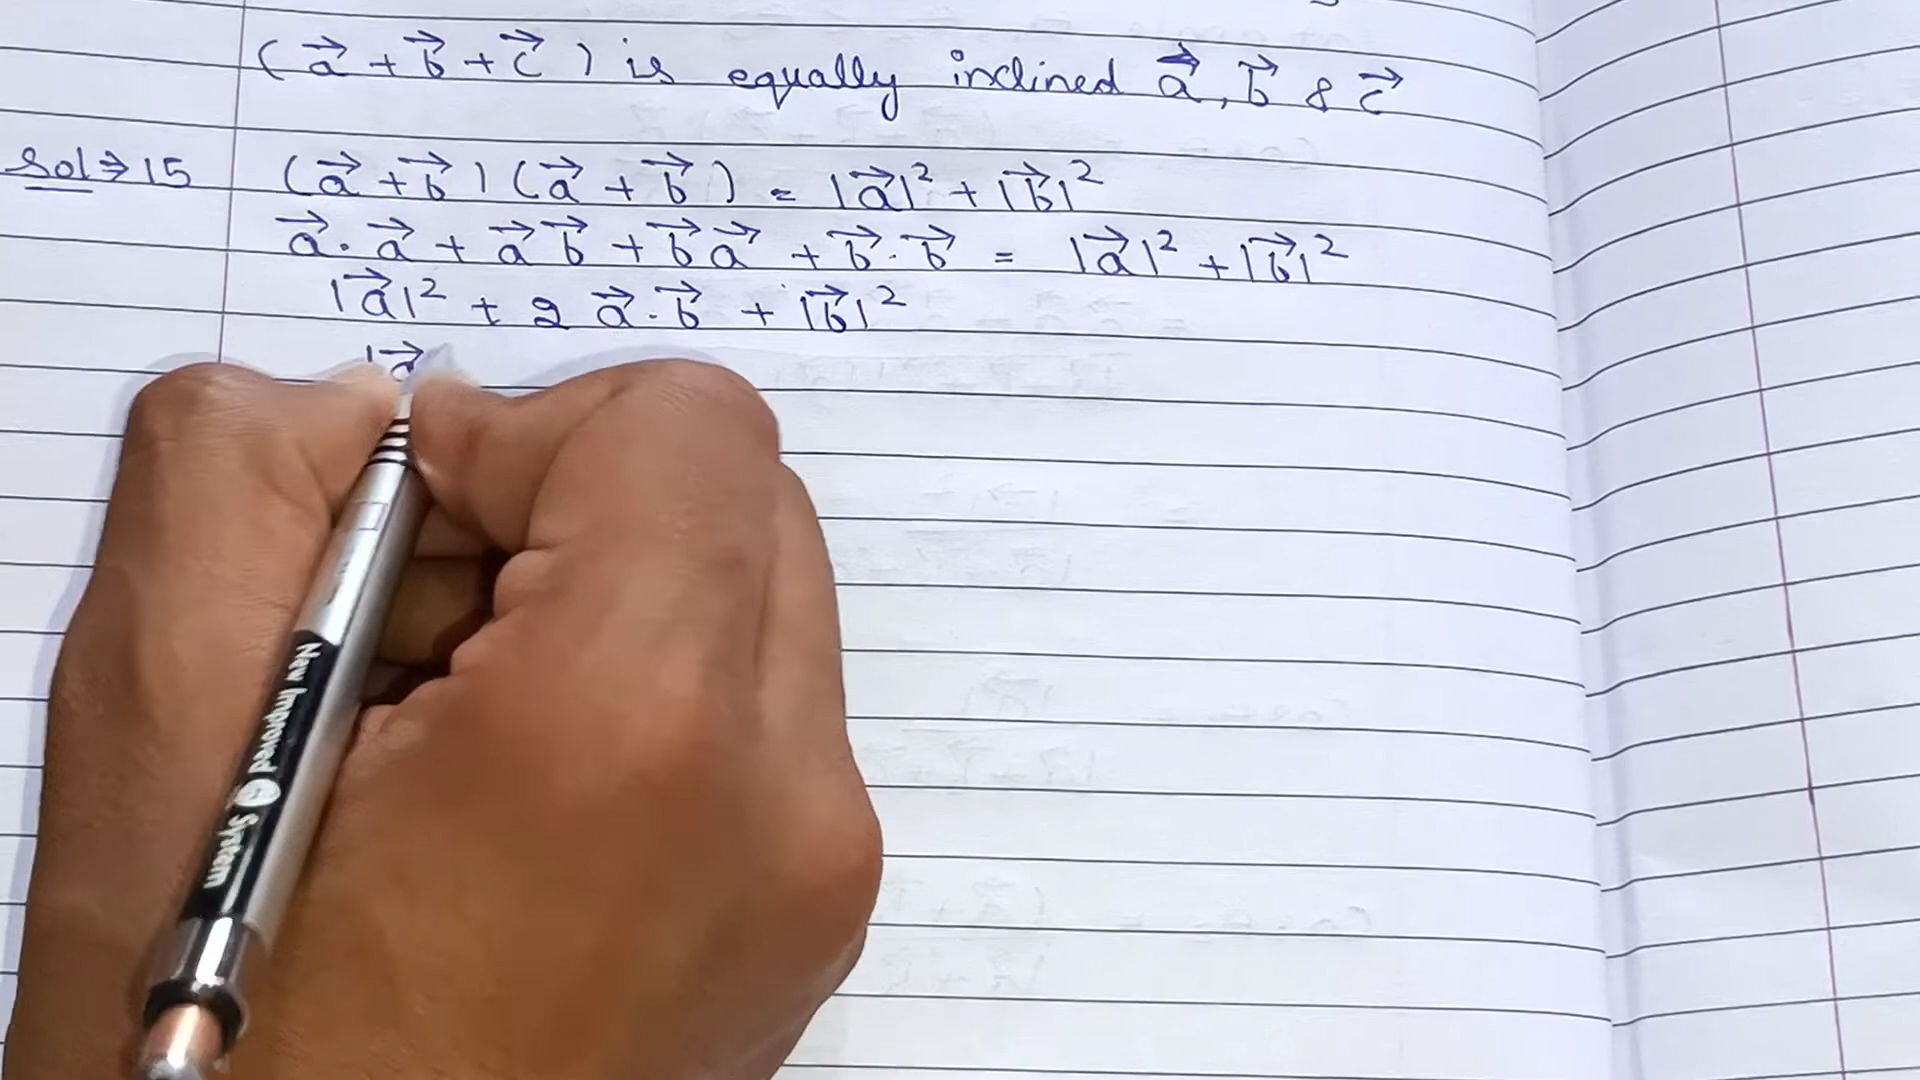 (a⃗ + b⃗ + c⃗) is equally inclined a⃗, b⃗ & c⃗
Sol ⇒ 15 (a⃗ + b⃗) (a⃗ + b⃗) = |a⃗|² + |b⃗|²
a⃗ . a⃗ + a⃗ b⃗ + b⃗ a⃗ + b⃗ . b⃗ = |a⃗|² + |b⃗|²
|a⃗|² + 2 a⃗ . b⃗ + |b⃗|²
|a⃗
New Improved System